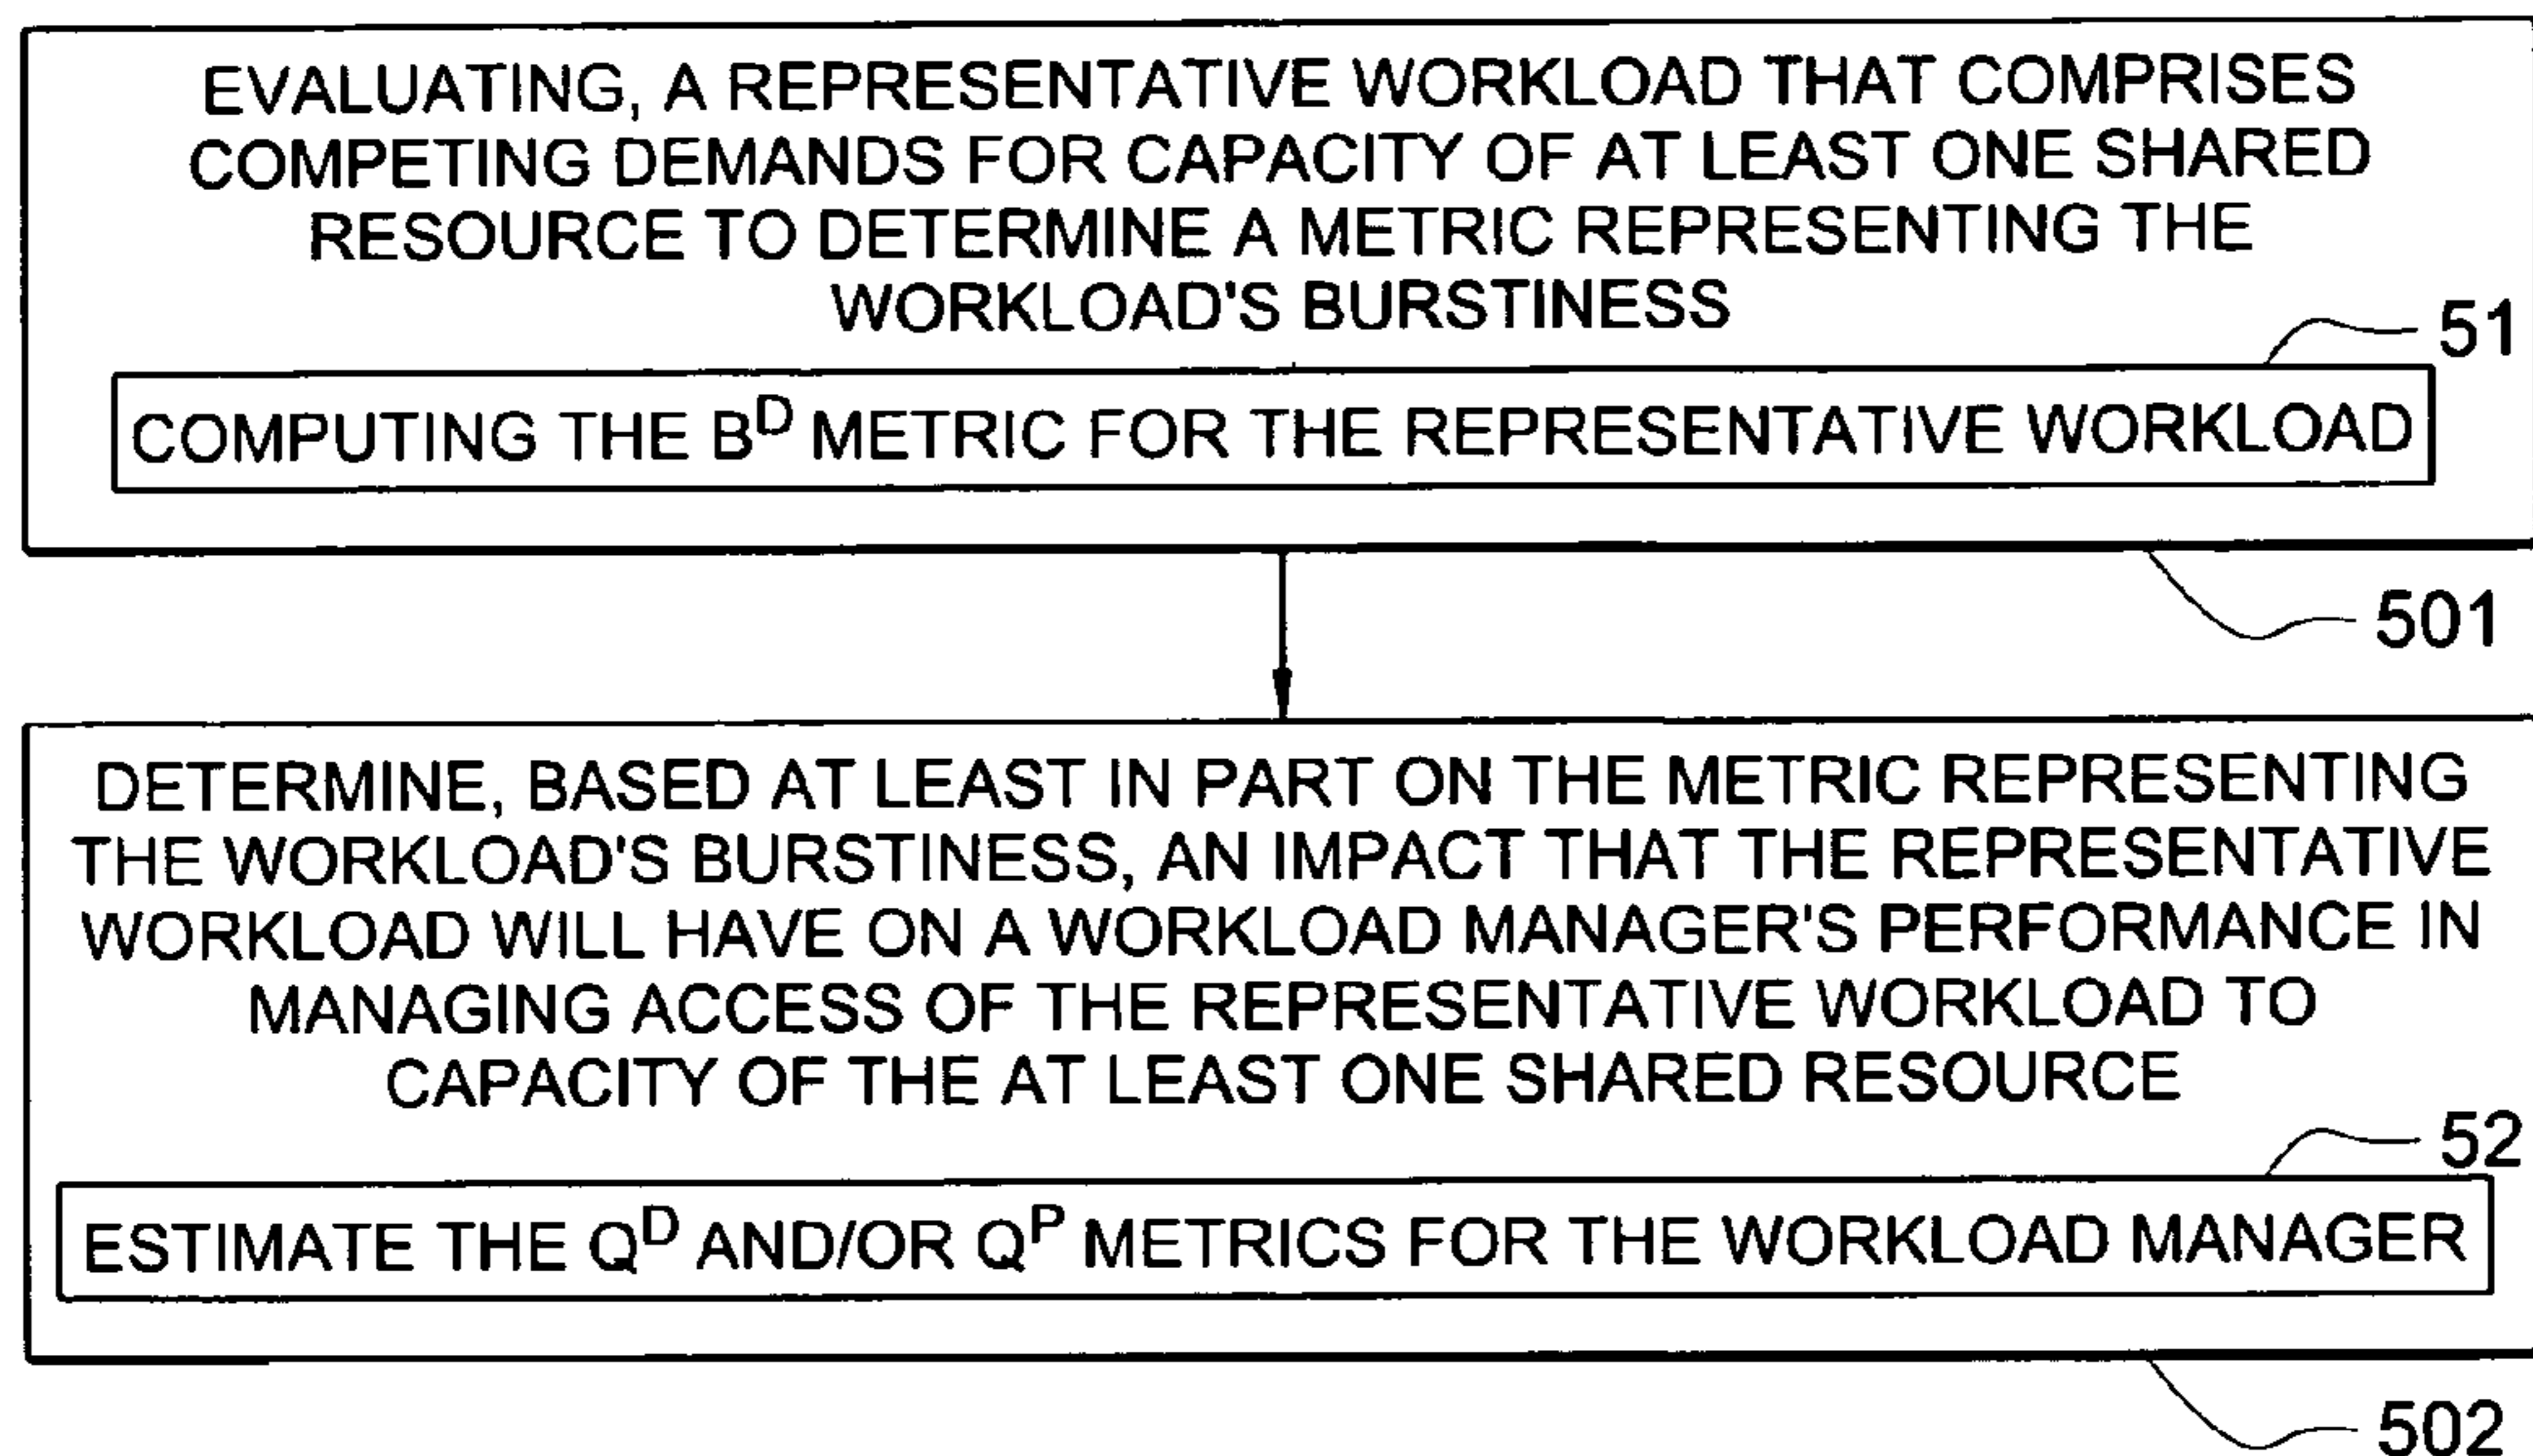 EVALUATING, A REPRESENTATIVE WORKLOAD THAT COMPRISES
COMPETING DEMANDS FOR CAPACITY OF AT LEAST ONE SHARED
RESOURCE TO DETERMINE A METRIC REPRESENTING THE
WORKLOAD'S BURSTINESS
51
COMPUTING THE B^D METRIC FOR THE REPRESENTATIVE WORKLOAD
501
DETERMINE, BASED AT LEAST IN PART ON THE METRIC REPRESENTING
THE WORKLOAD'S BURSTINESS, AN IMPACT THAT THE REPRESENTATIVE
WORKLOAD WILL HAVE ON A WORKLOAD MANAGER'S PERFORMANCE IN
MANAGING ACCESS OF THE REPRESENTATIVE WORKLOAD TO
CAPACITY OF THE AT LEAST ONE SHARED RESOURCE
52
ESTIMATE THE Q^D AND/OR Q^P METRICS FOR THE WORKLOAD MANAGER
502